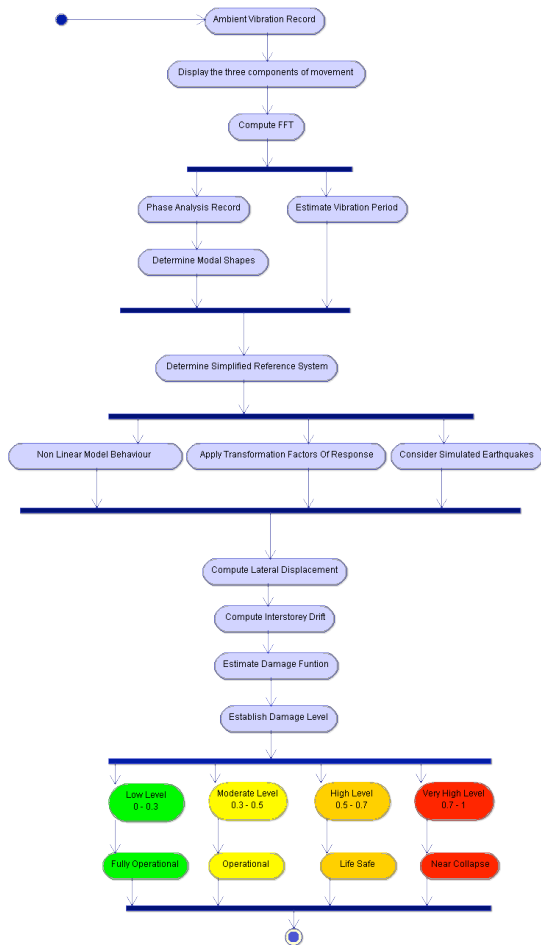 Ambient Vibration Record
Display the three components of movement
Compute FFT
Phase Analysis Record
Estimate Vibration Period
Determine Modal Shapes
Determine Simplified Reference System
Non Linear Model Behaviour
Apply Transformation Factors Of Response
Consider Simulated Earthquakes
Compute Lateral Displacement
Compute Interstorey Drift
Estimate Damage Funtion
Establish Damage Level
Low Level
0 - 0.3
Moderate Level
0.3 - 0.5
High Level
0.5 - 0.7
Very High Level
0.7 - 1
Fully Operational
Operational
Life Safe
Near Collapse